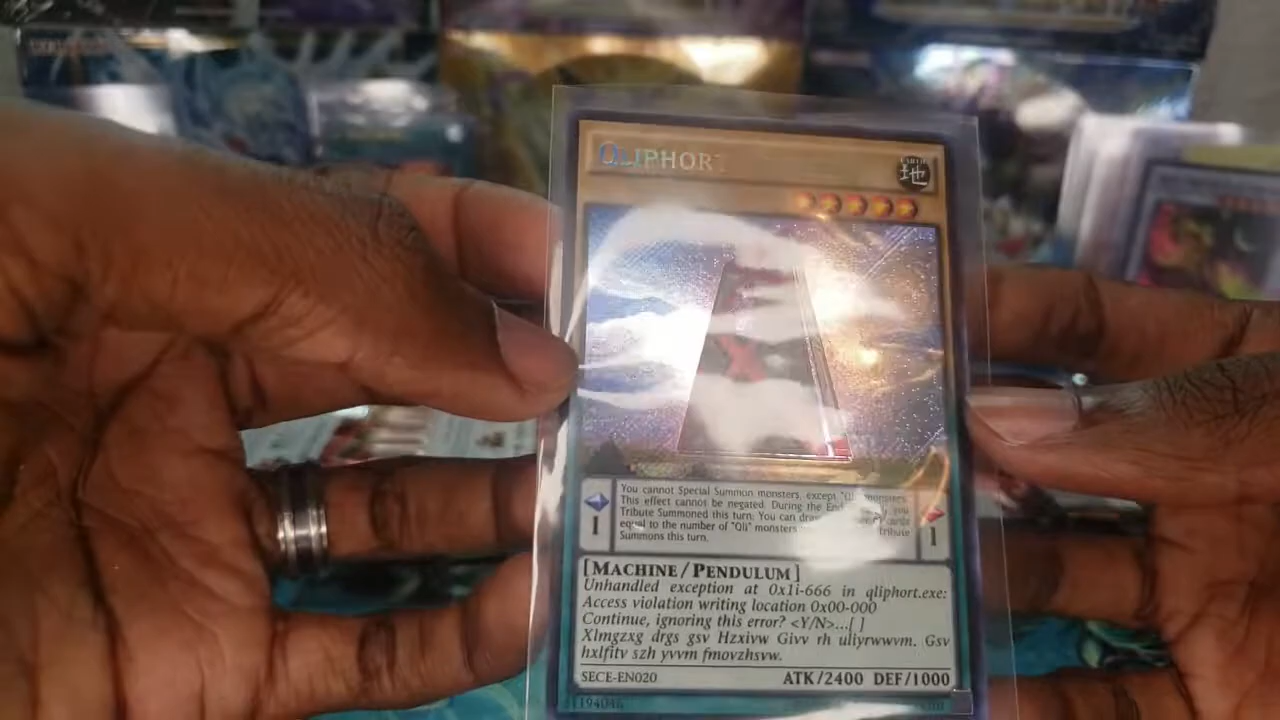 QLIPHORT
EARTH
地
You cannot Special Summon monsters, except "Qli" monsters.
This effect cannot be negated. During the End you
Tribute Summoned this turn: You can draw cards
equal to the number of "Qli" monsters Tribute
Summons this turn.
1
1
[MACHINE/PENDULUM]
Unhandled exception at 0x1i-666 in qliphort.exe:
Access violation writing location 0x00-000
Continue, ignoring this error? <Y/N>...[ ]
Xlmgzxg drgs gsv Hzxivw Givv rh uliyrwwvm. Gsv
hxlfitv szh yvvm fmovzhsvw.
SECE-EN020
ATK/2400 DEF/1000